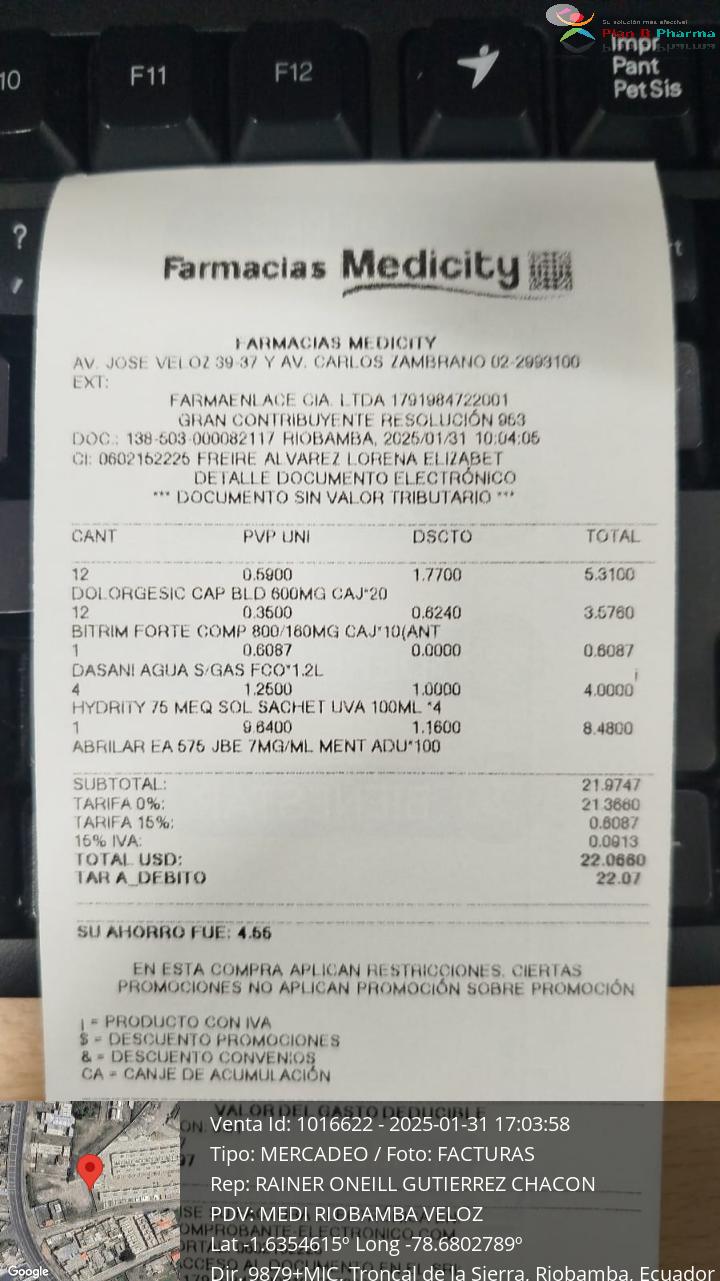 Su solución más efectiva!
Plan B Pharma
10
F11
F12
Impr
Pant
Pet Sis
?
Farmacias Medicity
FARMACIAS MEDICITY
AV. JOSE VELOZ 39-37 Y AV. CARLOS ZAMBRANO 02-2993100
EXT:
FARMAENLACE CIA. LTDA 1791984722001
GRAN CONTRIBUYENTE RESOLUCIÓN 963
DOC.: 138-503-000082117 RIOBAMBA, 2025/01/31 10:04:05
CI: 0602152225 FREIRE ALVAREZ LORENA ELIZABET
DETALLE DOCUMENTO ELECTRÓNICO
*** DOCUMENTO SIN VALOR TRIBUTARIO ***
CANT PVP UNI DSCTO TOTAL
12 0.5900 1.7700 5.3100
DOLORGESIC CAP BLD 600MG CAJ*20
12 0.3500 0.6240 3.5760
BITRIM FORTE COMP 800/160MG CAJ*10(ANT
1 0.6087 0.0000 0.6087
DASANI AGUA S/GAS FCO*1.2L ¡
4 1.2500 1.0000 4.0000
HYDRITY 75 MEQ SOL SACHET UVA 100ML *4
1 9.6400 1.1600 8.4800
ABRILAR EA 575 JBE 7MG/ML MENT ADU*100
SUBTOTAL: 21.9747
TARIFA 0%: 21.3660
TARIFA 15%: 0.6087
15% IVA: 0.0913
TOTAL USD: 22.0660
TAR A_DEBITO 22.07
SU AHORRO FUE: 4.55
EN ESTA COMPRA APLICAN RESTRICCIONES. CIERTAS
PROMOCIONES NO APLICAN PROMOCIÓN SOBRE PROMOCIÓN
¡ = PRODUCTO CON IVA
$ = DESCUENTO PROMOCIONES
& = DESCUENTO CONVENIOS
CA = CANJE DE ACUMULACIÓN
VALOR DEL GASTO DEDUCIBLE
Venta Id: 1016622 - 2025-01-31 17:03:58
Tipo: MERCADEO / Foto: FACTURAS
Rep: RAINER ONEILL GUTIERREZ CHACON
PDV: MEDI RIOBAMBA VELOZ
Lat -1.6354615º Long -78.6802789º
Dir. 9879+MJC, Troncal de la Sierra, Riobamba, Ecuador
Google